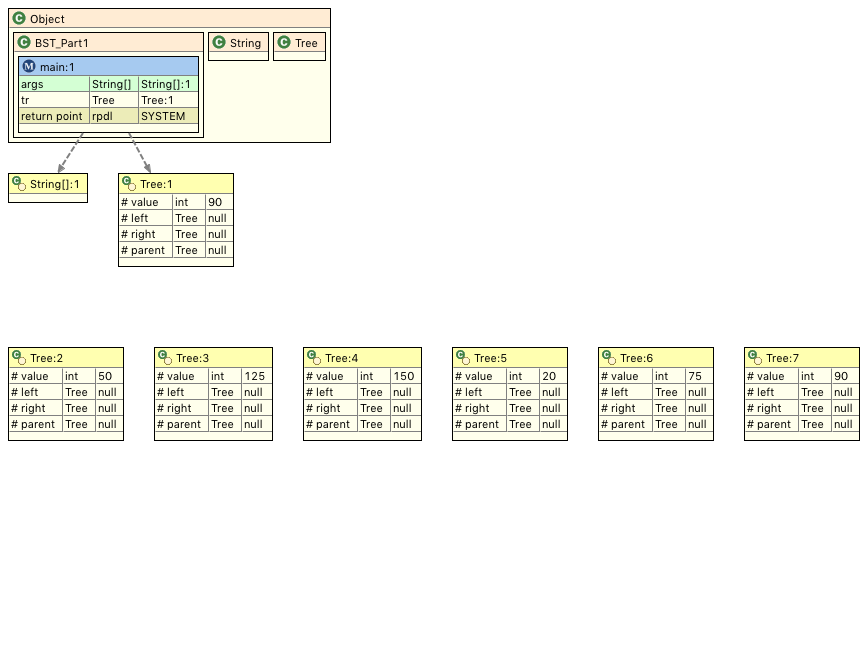 C Object
C BST_Part1 C String C Tree
M main:1
args String[] String[]:1
tr Tree Tree:1
return point rpdl SYSTEM
C String[]:1 C Tree:1
# value int 90
# left Tree null
# right Tree null
# parent Tree null
C Tree:2 C Tree:3 C Tree:4 C Tree:5 C Tree:6 C Tree:7
# value int 50 # value int 125 # value int 150 # value int 20 # value int 75 # value int 90
# left Tree null # left Tree null # left Tree null # left Tree null # left Tree null # left Tree null
# right Tree null # right Tree null # right Tree null # right Tree null # right Tree null # right Tree null
# parent Tree null # parent Tree null # parent Tree null # parent Tree null # parent Tree null # parent Tree null